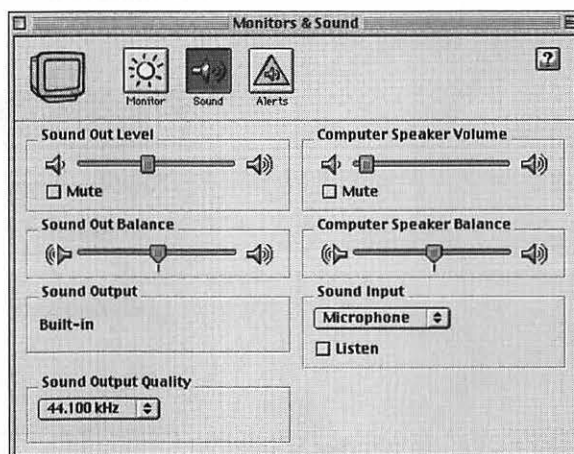 Monitors & Sound
?
Monitor
Sound
Alerts
Sound Out Level
Mute
Computer Speaker Volume
Mute
Sound Out Balance
Computer Speaker Balance
Sound Output
Built-in
Sound Input
Microphone
Listen
Sound Output Quality
44.100 kHz